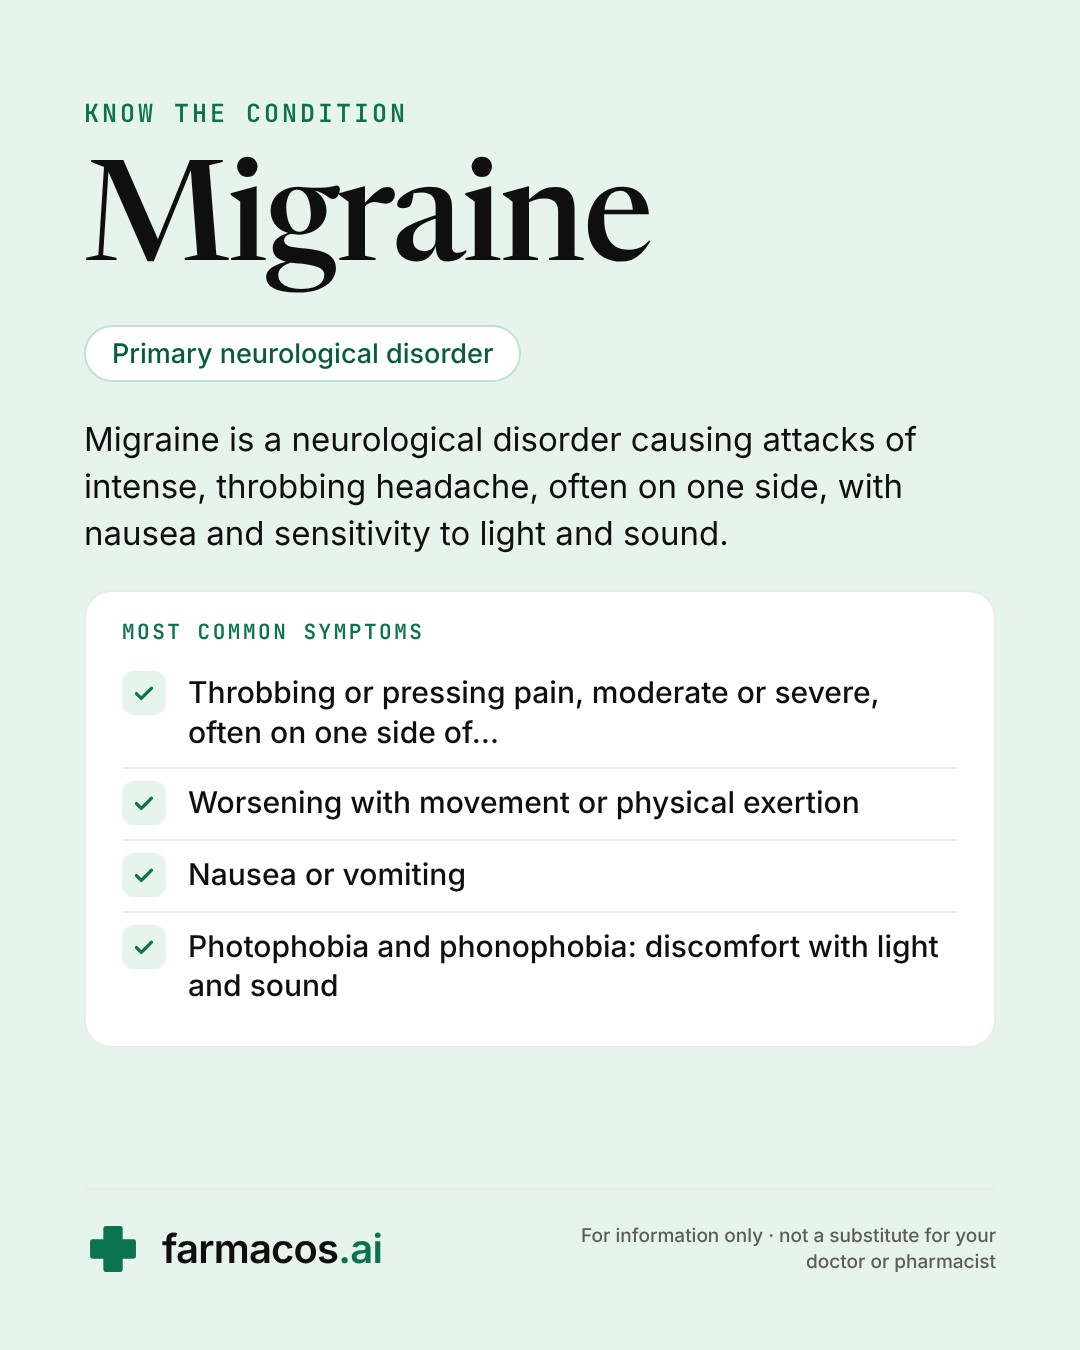 KNOW THE CONDITION
Migraine
Primary neurological disorder
Migraine is a neurological disorder causing attacks of
intense, throbbing headache, often on one side, with
nausea and sensitivity to light and sound.
MOST COMMON SYMPTOMS
Throbbing or pressing pain, moderate or severe,
often on one side of...
Worsening with movement or physical exertion
Nausea or vomiting
Photophobia and phonophobia: discomfort with light
and sound
farmacos.ai
For information only · not a substitute for your
doctor or pharmacist